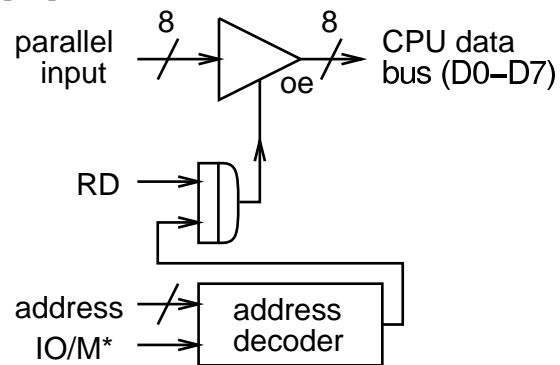 8
8
parallel
input
CPU data
bus (D0–D7)
oe
RD
address
IO/M*
address
decoder